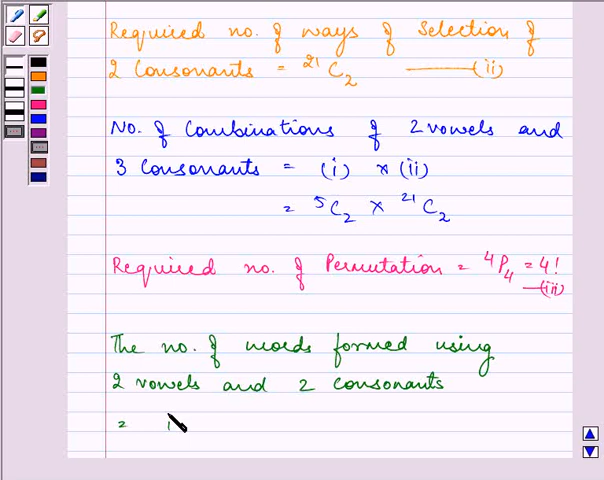 Required no. of ways of Selection of
2 Consonants = ²¹C₂ ——(ii)
No. of Combinations of 2 vowels and
3 Consonants = (i) × (ii)
= ⁵C₂ × ²¹C₂
Required no. of Permutation = ⁴P₄ = 4!
—(iii)
The no. of words formed using
2 vowels and 2 consonants
=